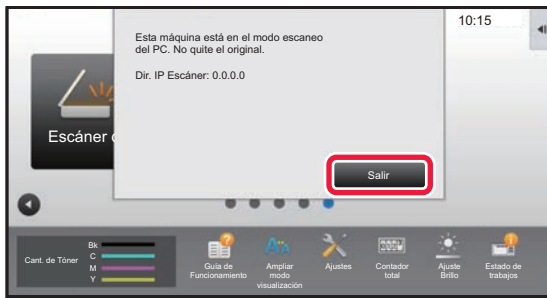 10:15
Esta máquina está en el modo escaneo
del PC. No quite el original.
Dir. IP Escáner: 0.0.0.0
Escáner
Salir
Cant. de Tóner
Bk
C
M
Y
Guía de
Funcionamiento
Ampliar
modo
visualización
Ajustes
Contador
total
Ajuste
Brillo
Estado de
trabajos